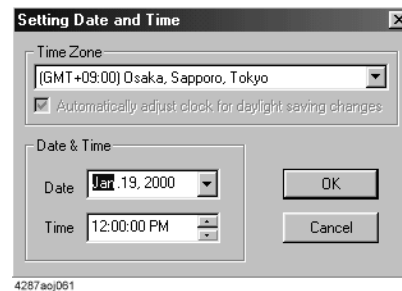 Setting Date and Time
Time Zone
(GMT+09:00) Osaka, Sapporo, Tokyo
Automatically adjust clock for daylight saving changes
Date & Time
Date Jan .19, 2000
OK
Time 12:00:00 PM
Cancel
4287aoj061